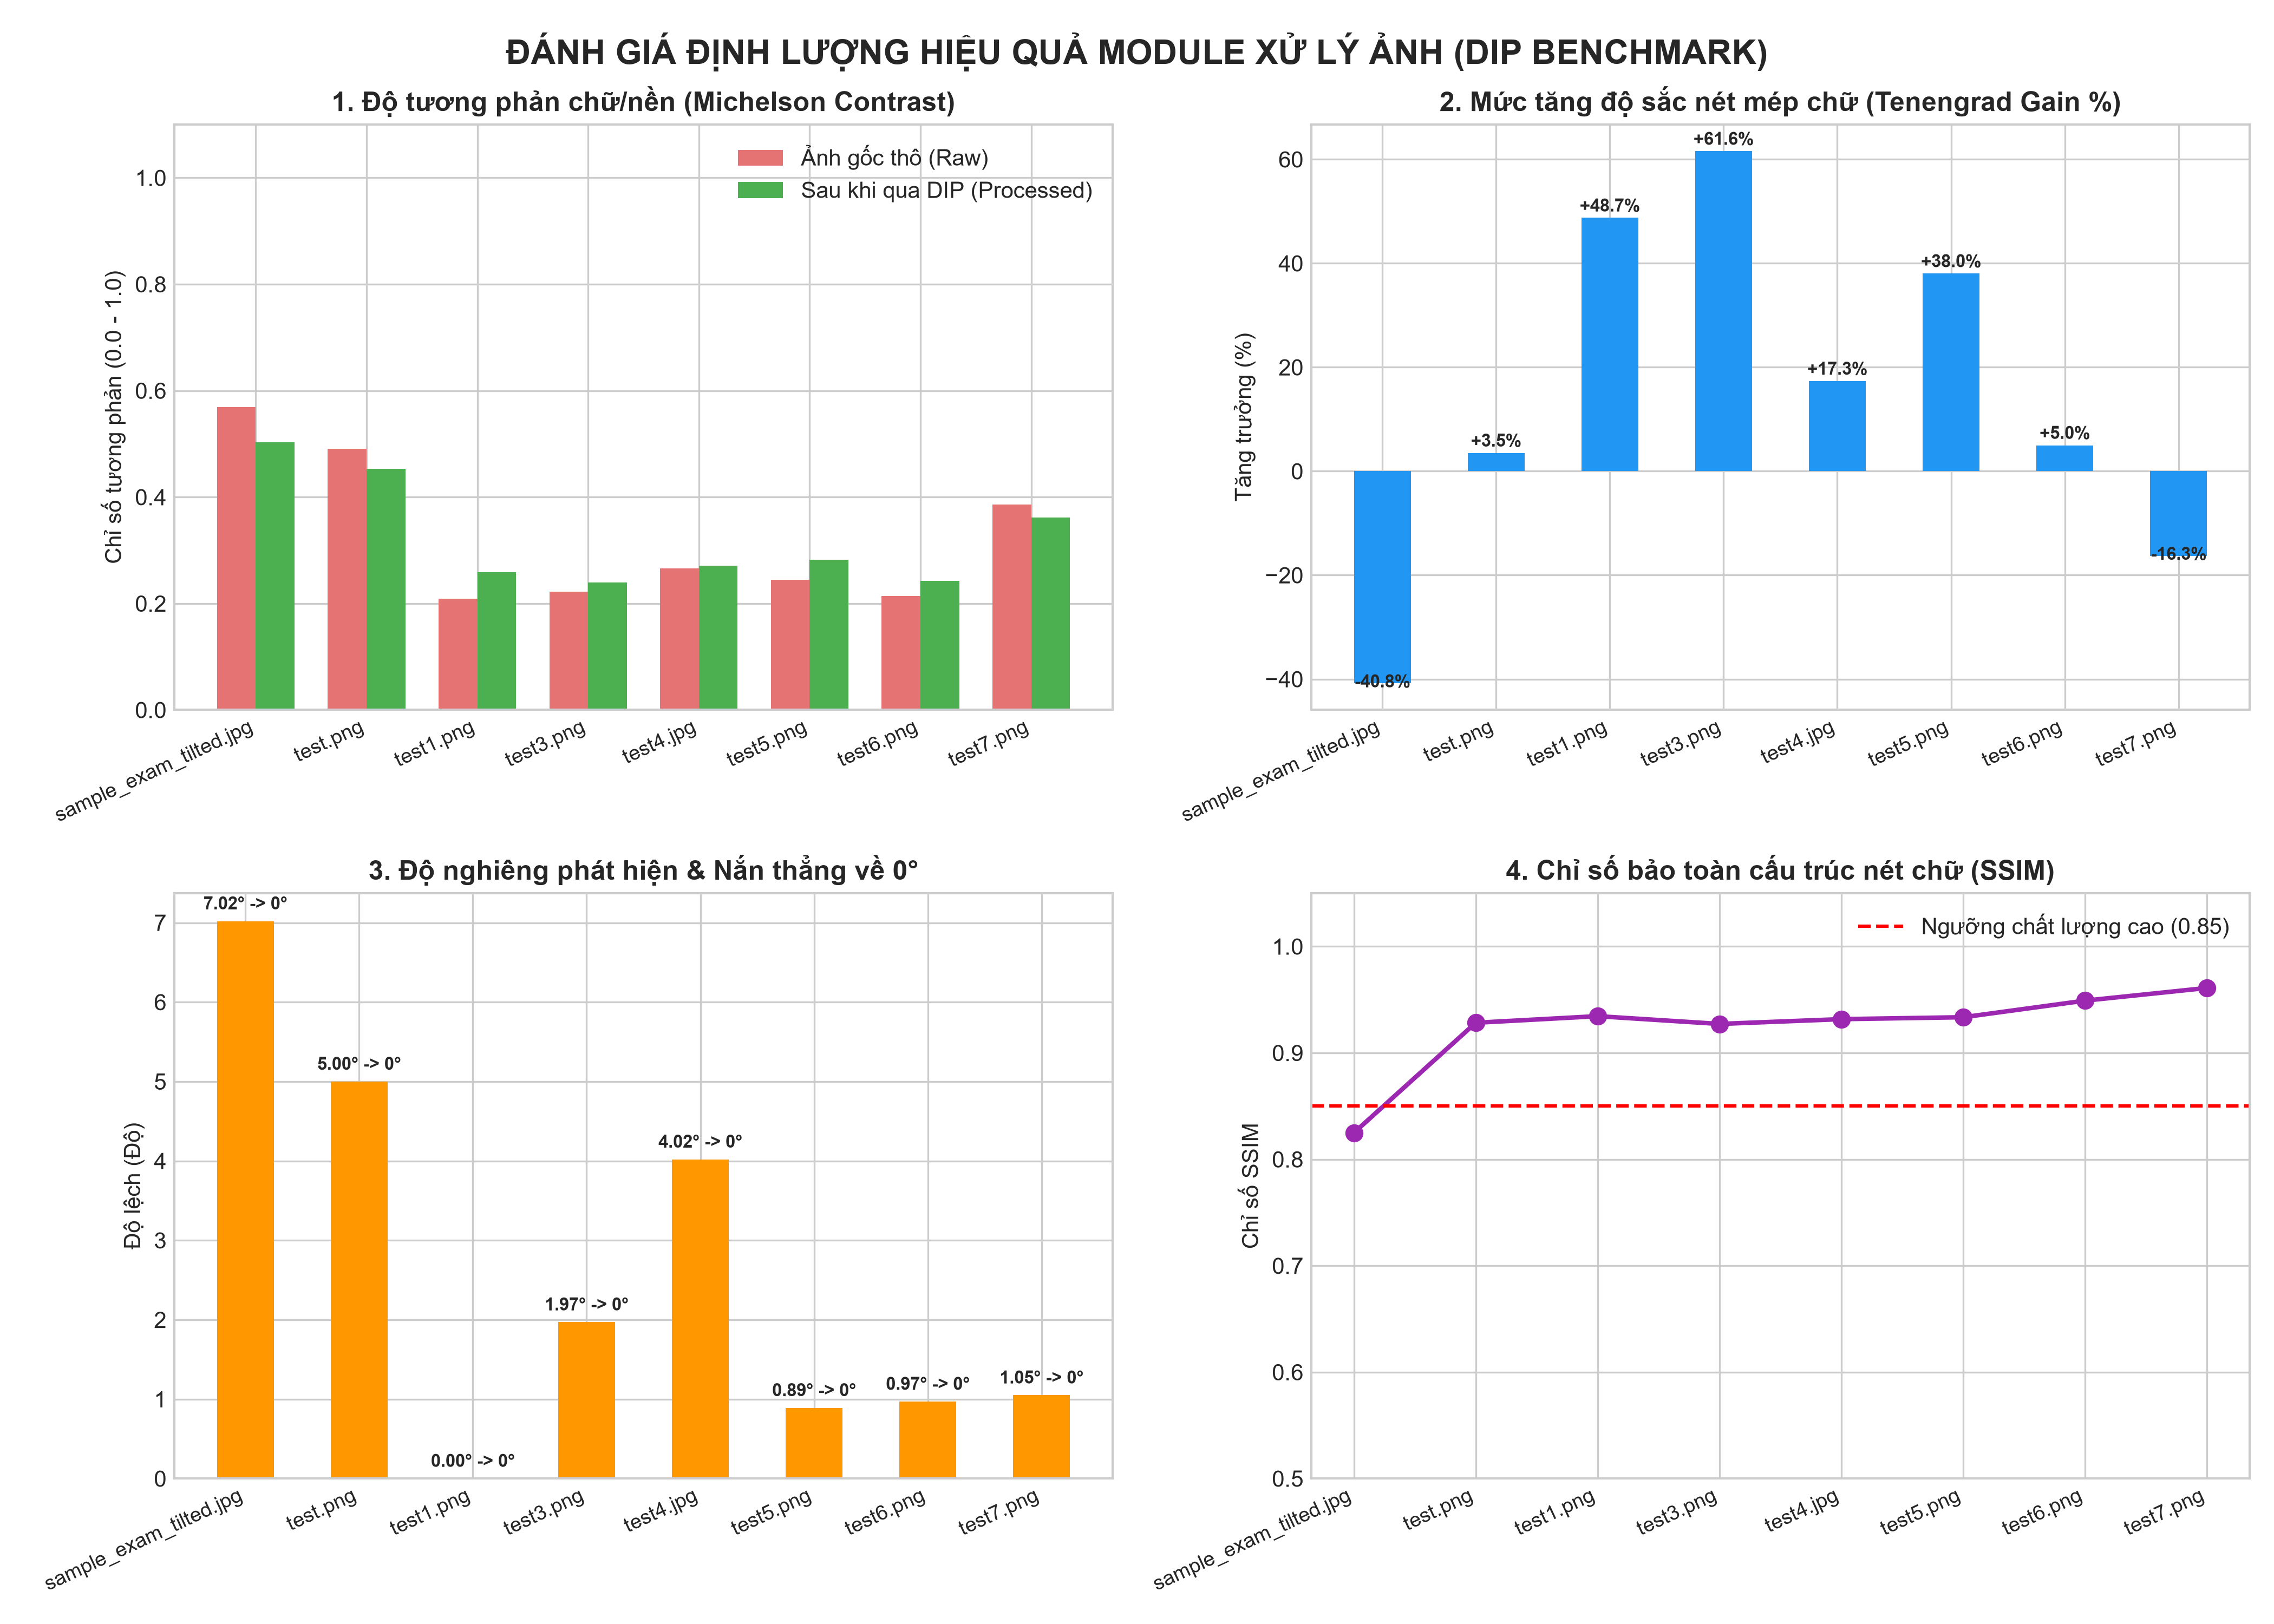 ĐÁNH GIÁ ĐỊNH LƯỢNG HIỆU QUẢ MODULE XỬ LÝ ẢNH (DIP BENCHMARK)
1. Độ tương phản chữ/nền (Michelson Contrast)
Ảnh gốc thô (Raw)
Sau khi qua DIP (Processed)
Chỉ số tương phản (0.0 - 1.0)
1.0
0.8
0.6
0.4
0.2
0.0
sample_exam_tilted.jpg
test.png
test1.png
test3.png
test4.jpg
test5.png
test6.png
test7.png
2. Mức tăng độ sắc nét mép chữ (Tenengrad Gain %)
Tăng trưởng (%)
60
40
20
0
−20
−40
-40.8%
+3.5%
+48.7%
+61.6%
+17.3%
+38.0%
+5.0%
-16.3%
sample_exam_tilted.jpg
test.png
test1.png
test3.png
test4.jpg
test5.png
test6.png
test7.png
3. Độ nghiêng phát hiện & Nắn thẳng về 0°
Độ lệch (Độ)
7
6
5
4
3
2
1
0
7.02° -> 0°
5.00° -> 0°
0.00° -> 0°
1.97° -> 0°
4.02° -> 0°
0.89° -> 0°
0.97° -> 0°
1.05° -> 0°
sample_exam_tilted.jpg
test.png
test1.png
test3.png
test4.jpg
test5.png
test6.png
test7.png
4. Chỉ số bảo toàn cấu trúc nét chữ (SSIM)
Ngưỡng chất lượng cao (0.85)
Chỉ số SSIM
1.0
0.9
0.8
0.7
0.6
0.5
sample_exam_tilted.jpg
test.png
test1.png
test3.png
test4.jpg
test5.png
test6.png
test7.png